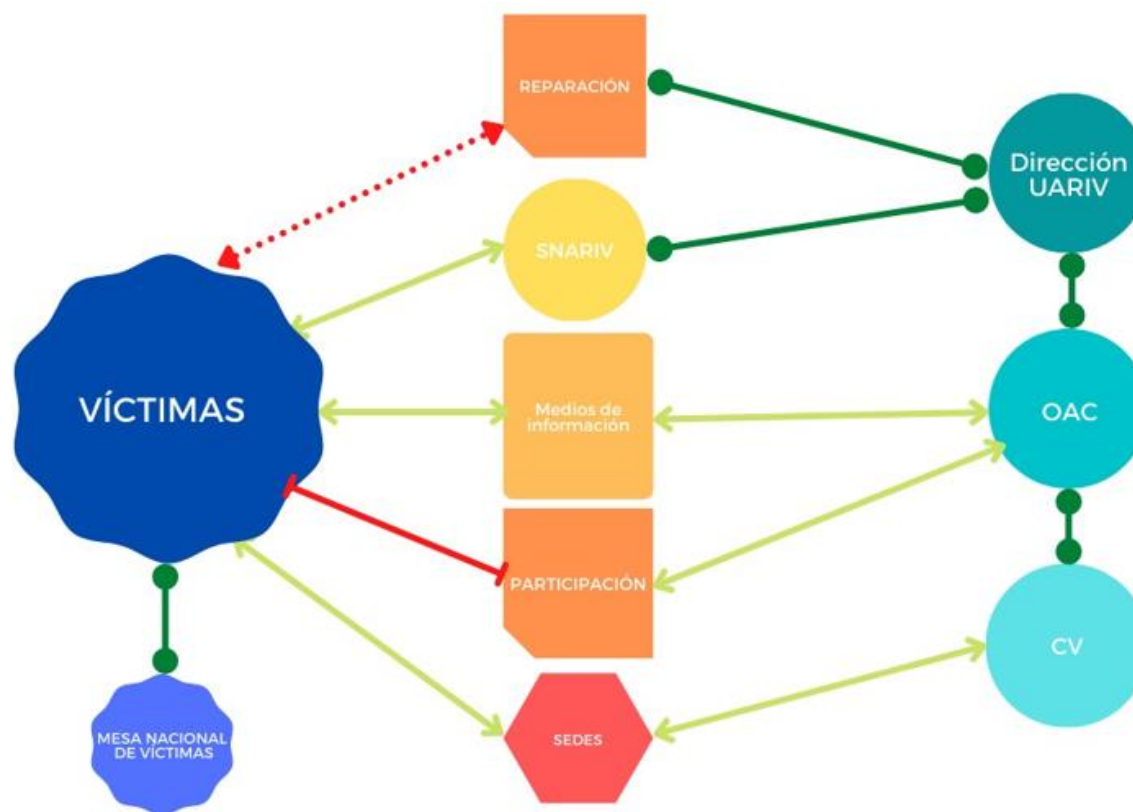 REPARACIÓN
Dirección
UARIV
SNARIV
VÍCTIMAS
Medios de
información
OAC
PARTICIPACIÓN
CV
MESA NACIONAL
DE VÍCTIMAS
SEDES